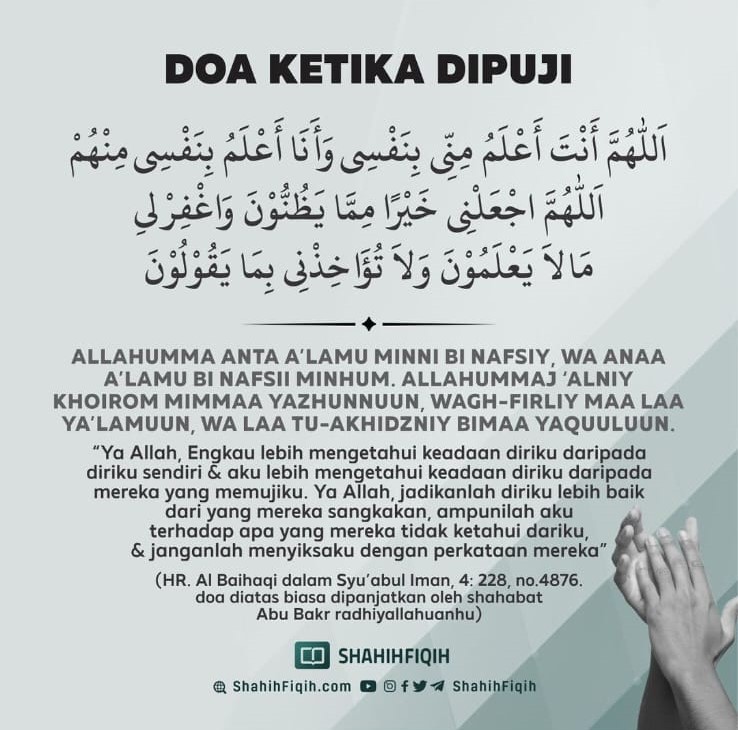 DOA KETIKA DIPUJI
اَللّٰهُمَّ أَنْتَ أَعْلَمُ مِنِّى بِنَفْسِى وَأَنَا أَعْلَمُ بِنَفْسِى مِنْهُمْ
اَللّٰهُمَّ اجْعَلْنِى خَيْرًا مِمَّا يَظُنُّوْنَ وَاغْفِرْلِى
مَالاَ يَعْلَمُوْنَ وَلاَ تُؤَاخِذْنِى بِمَا يَقُوْلُوْنَ
ALLAHUMMA ANTA A'LAMU MINNI BI NAFSIY, WA ANAA
A'LAMU BI NAFSII MINHUM. ALLAHUMMAJ 'ALNIY
KHOIROM MIMMAA YAZHUNNUUN, WAGH-FIRLIY MAA LAA
YA'LAMUUN, WA LAA TU-AKHIDZNIY BIMAA YAQUULUUN.
"Ya Allah, Engkau lebih mengetahui keadaan diriku daripada
diriku sendiri & aku lebih mengetahui keadaan diriku daripada
mereka yang memujiku. Ya Allah, jadikanlah diriku lebih baik
dari yang mereka sangkakan, ampunilah aku
terhadap apa yang mereka tidak ketahui dariku,
& janganlah menyiksaku dengan perkataan mereka"
(HR. Al Baihaqi dalam Syu'abul Iman, 4: 228, no.4876.
doa diatas biasa dipanjatkan oleh shahabat
Abu Bakr radhiyallahuanhu)
SHAHIHFIQIH
ShahihFiqih.com ShahihFiqih